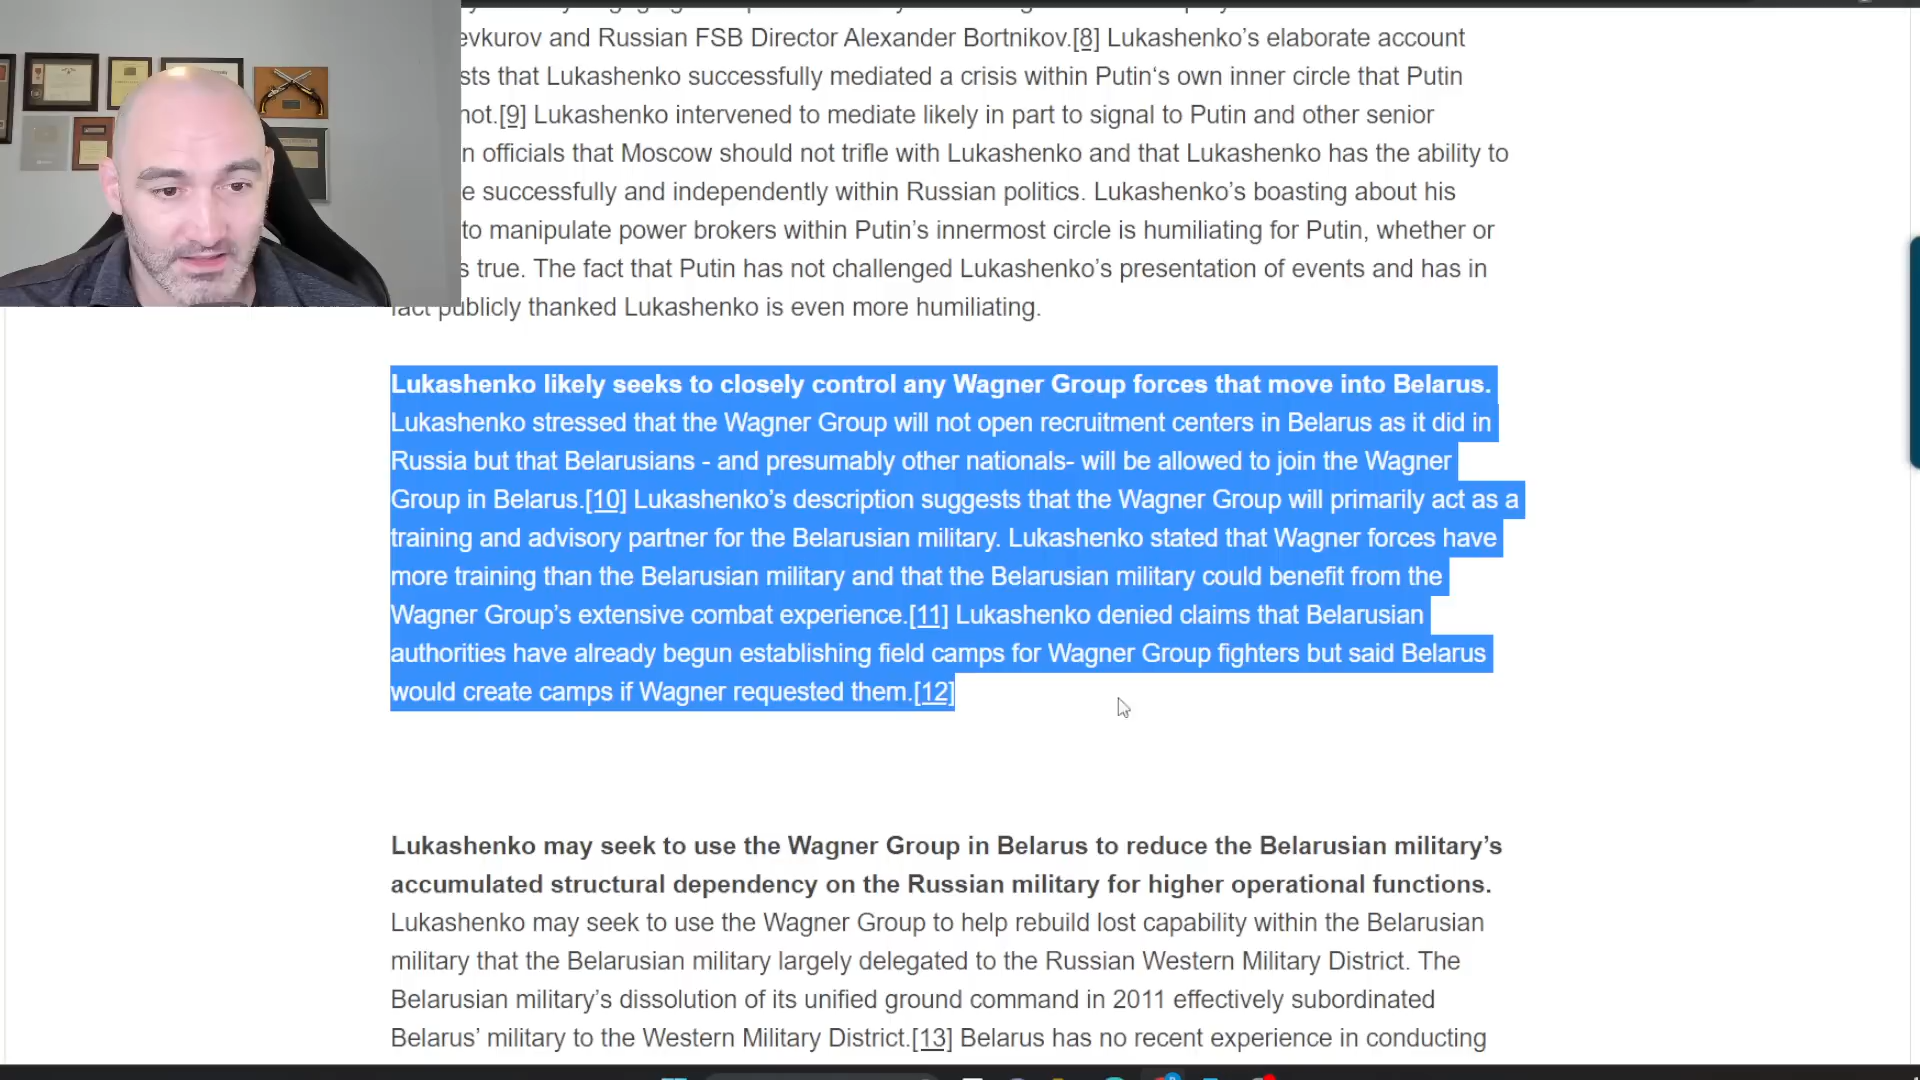 evkurov and Russian FSB Director Alexander Bortnikov.[8] Lukashenko’s elaborate account
sts that Lukashenko successfully mediated a crisis within Putin‘s own inner circle that Putin
not.[9] Lukashenko intervened to mediate likely in part to signal to Putin and other senior
n officials that Moscow should not trifle with Lukashenko and that Lukashenko has the ability to
e successfully and independently within Russian politics. Lukashenko’s boasting about his
to manipulate power brokers within Putin’s innermost circle is humiliating for Putin, whether or
s true. The fact that Putin has not challenged Lukashenko’s presentation of events and has in
fact publicly thanked Lukashenko is even more humiliating.
Lukashenko likely seeks to closely control any Wagner Group forces that move into Belarus.
Lukashenko stressed that the Wagner Group will not open recruitment centers in Belarus as it did in
Russia but that Belarusians - and presumably other nationals- will be allowed to join the Wagner
Group in Belarus.[10] Lukashenko’s description suggests that the Wagner Group will primarily act as a
training and advisory partner for the Belarusian military. Lukashenko stated that Wagner forces have
more training than the Belarusian military and that the Belarusian military could benefit from the
Wagner Group’s extensive combat experience.[11] Lukashenko denied claims that Belarusian
authorities have already begun establishing field camps for Wagner Group fighters but said Belarus
would create camps if Wagner requested them.[12]
Lukashenko may seek to use the Wagner Group in Belarus to reduce the Belarusian military’s
accumulated structural dependency on the Russian military for higher operational functions.
Lukashenko may seek to use the Wagner Group to help rebuild lost capability within the Belarusian
military that the Belarusian military largely delegated to the Russian Western Military District. The
Belarusian military’s dissolution of its unified ground command in 2011 effectively subordinated
Belarus’ military to the Western Military District.[13] Belarus has no recent experience in conducting